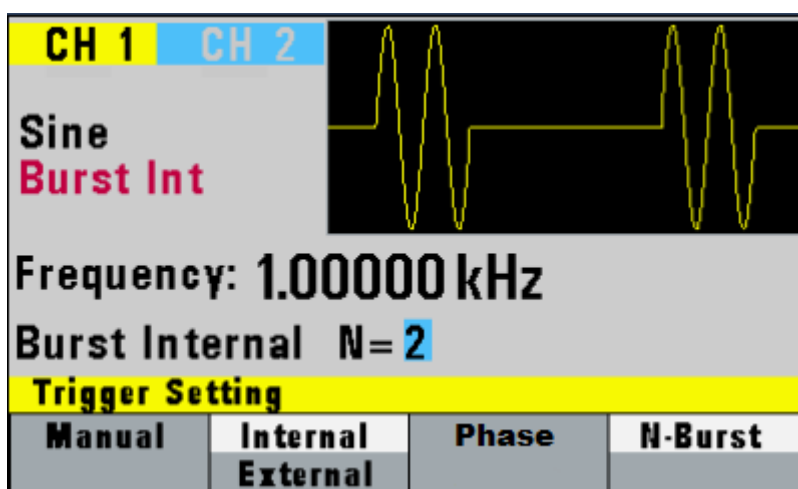 CH 1 CH 2
Sine
Burst Int
Frequency: 1.00000 kHz
Burst Internal N= 2
Trigger Setting
Manual Internal Phase N-Burst
External